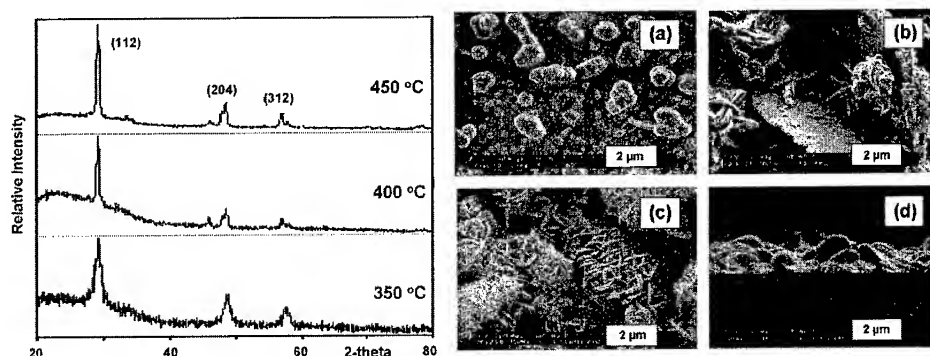 (112)
(204)
(312)
450 °C
400 °C
350 °C
Relative Intensity
20
40
60
2-theta
80
(a)
2 µm
(b)
2 µm
(c)
2 µm
(d)
2 µm